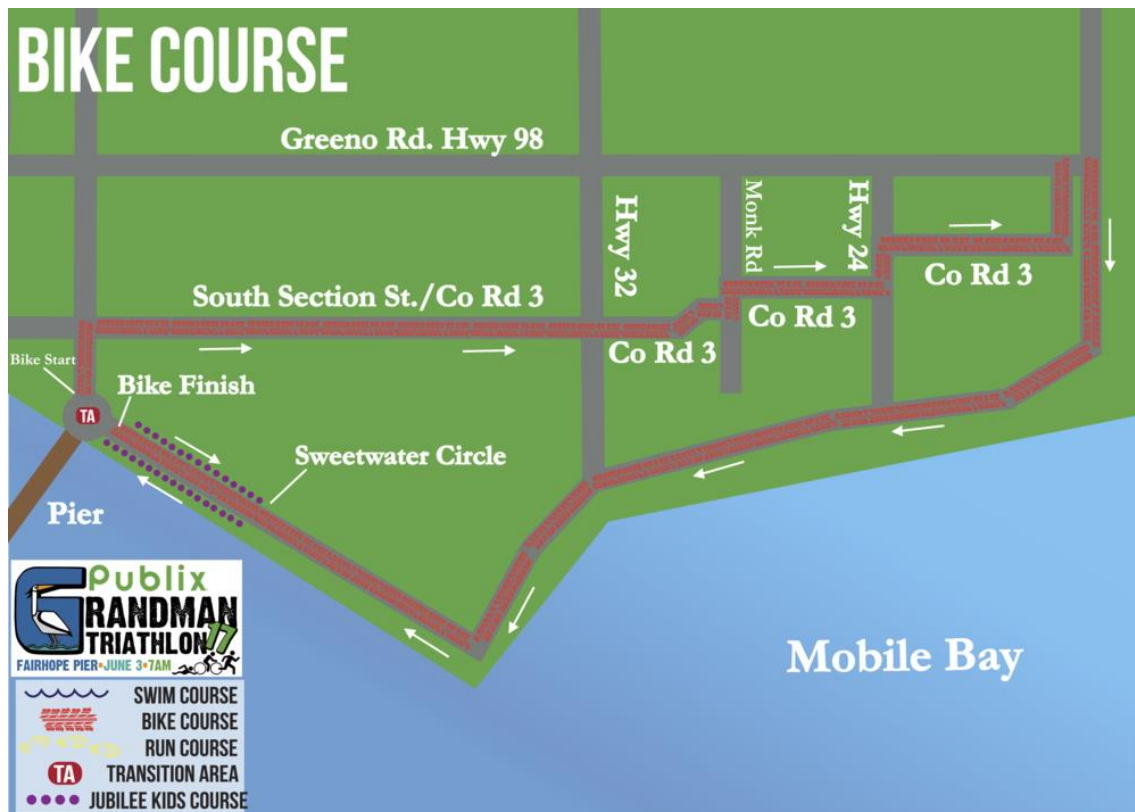 BIKE COURSE
Greeno Rd. Hwy 98
Hwy 32
Monk Rd
Hwy 24
South Section St./Co Rd 3
Co Rd 3
Co Rd 3
Co Rd 3
Bike Start
TA
Bike Finish
Sweetwater Circle
Pier
Mobile Bay
Publix
GRANDMAN
TRIATHLON 17
FAIRHOPE PIER•JUNE 3•7AM
SWIM COURSE
BIKE COURSE
RUN COURSE
TA TRANSITION AREA
JUBILEE KIDS COURSE